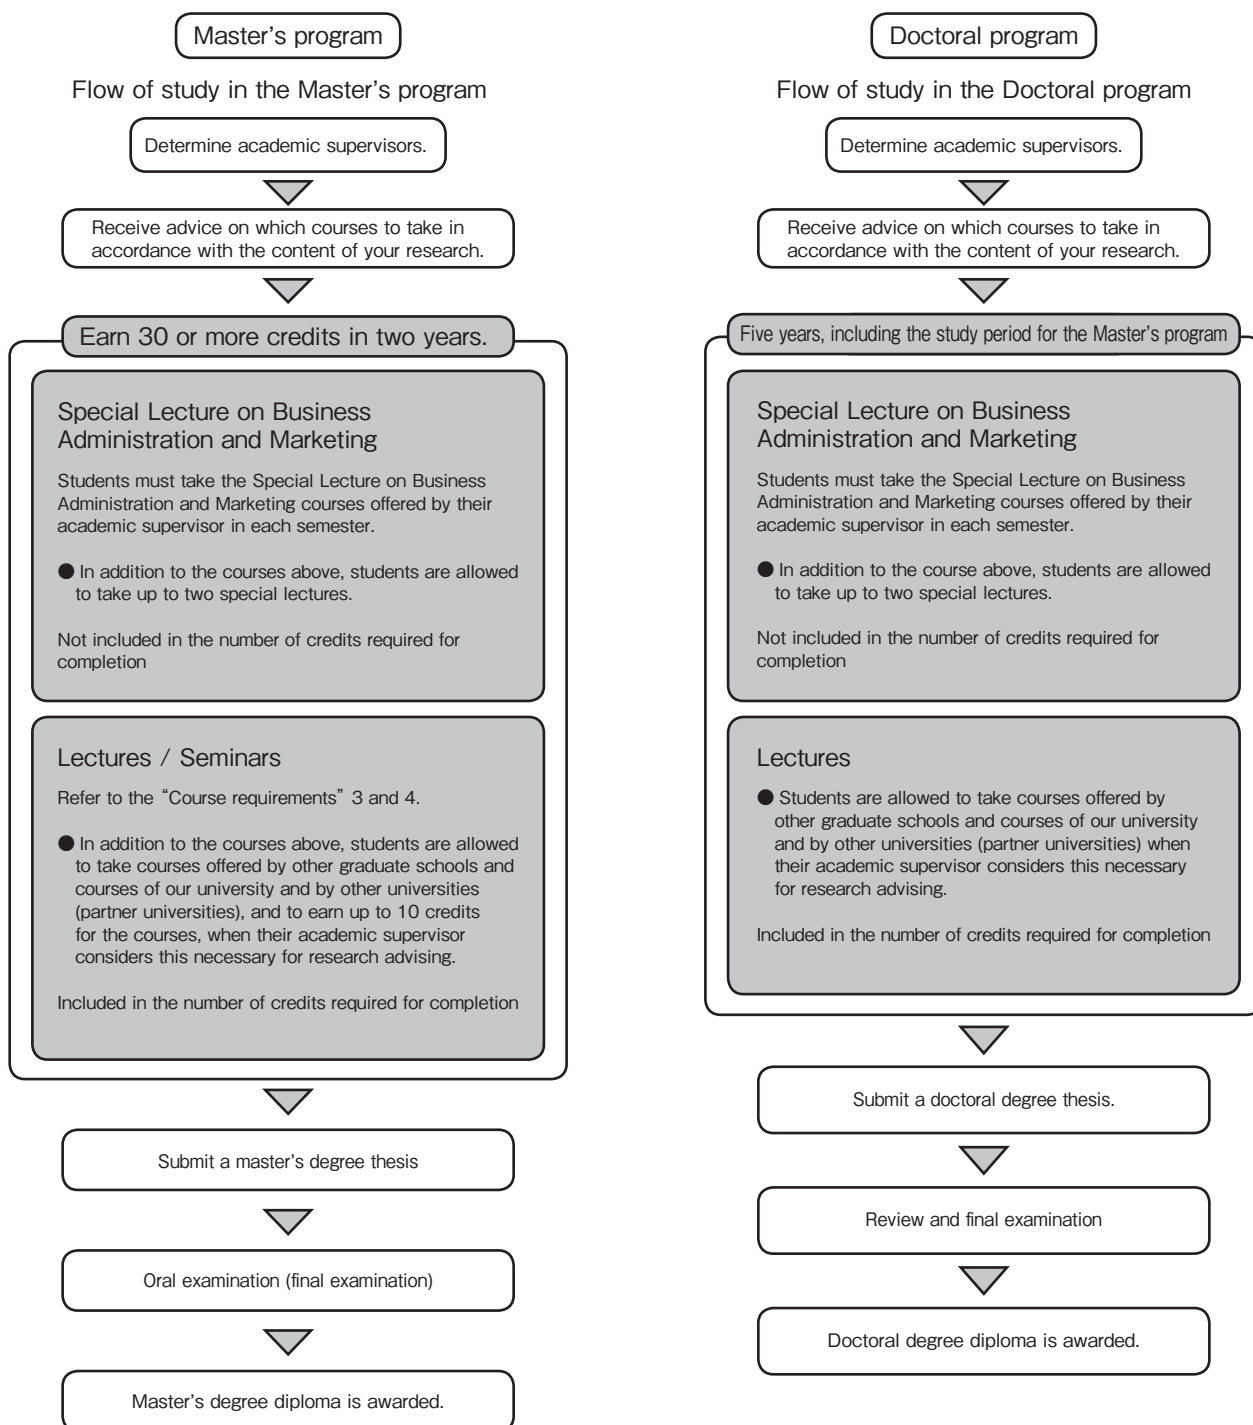 Master's program
Flow of study in the Master's program
Determine academic supervisors.
Receive advice on which courses to take in
accordance with the content of your research.
Earn 30 or more credits in two years.
Special Lecture on Business
Administration and Marketing
Students must take the Special Lecture on Business
Administration and Marketing courses offered by their
academic supervisor in each semester.
● In addition to the courses above, students are allowed
to take up to two special lectures.
Not included in the number of credits required for
completion
Lectures / Seminars
Refer to the “Course requirements” 3 and 4.
● In addition to the courses above, students are allowed
to take courses offered by other graduate schools and
courses of our university and by other universities
(partner universities), and to earn up to 10 credits
for the courses, when their academic supervisor
considers this necessary for research advising.
Included in the number of credits required for completion
Submit a master's degree thesis
Oral examination (final examination)
Master's degree diploma is awarded.
Doctoral program
Flow of study in the Doctoral program
Determine academic supervisors.
Receive advice on which courses to take in
accordance with the content of your research.
Five years, including the study period for the Master's program
Special Lecture on Business
Administration and Marketing
Students must take the Special Lecture on Business
Administration and Marketing courses offered by their
academic supervisor in each semester.
● In addition to the course above, students are allowed
to take up to two special lectures.
Not included in the number of credits required for
completion
Lectures
● Students are allowed to take courses offered by
other graduate schools and courses of our university
and by other universities (partner universities) when
their academic supervisor considers this necessary
for research advising.
Included in the number of credits required for completion
Submit a doctoral degree thesis.
Review and final examination
Doctoral degree diploma is awarded.